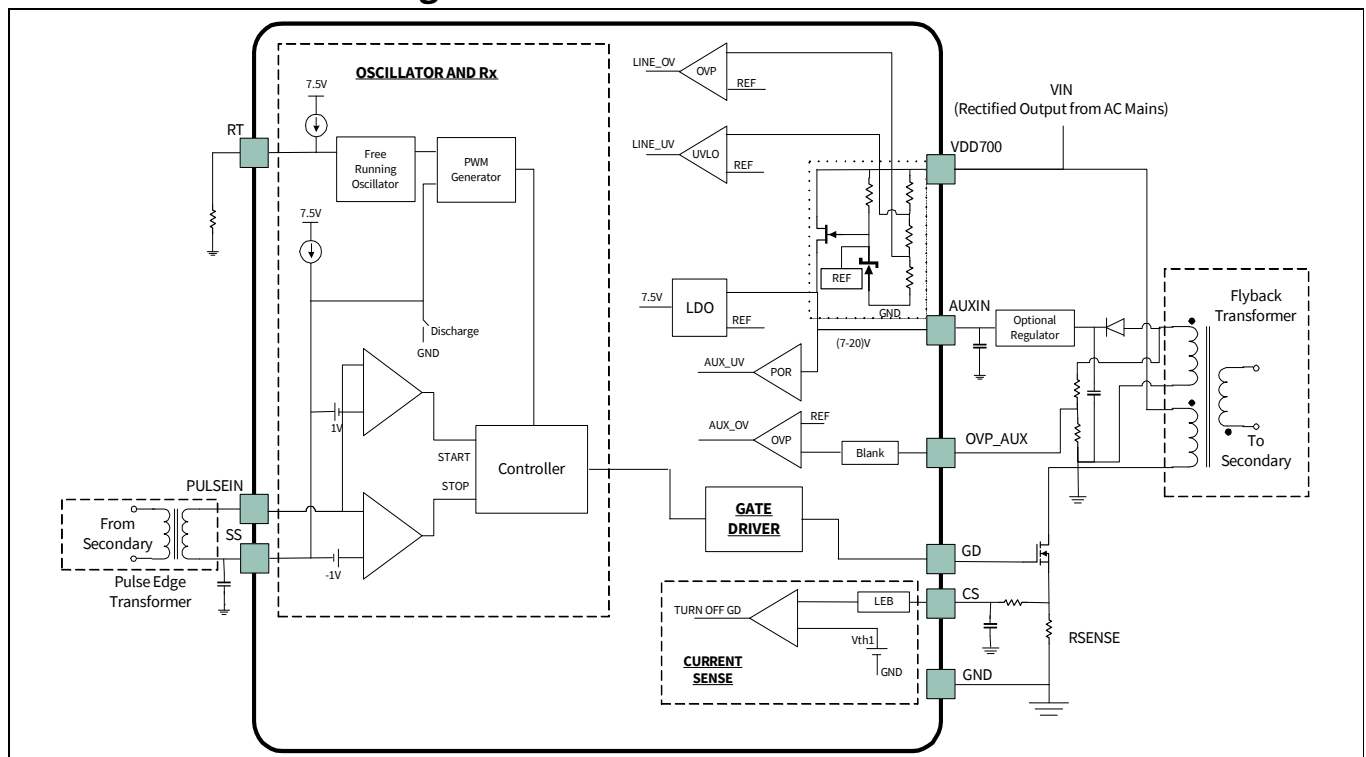 g
OSCILLATOR AND Rx
7.5V
RT
Free
Running
Oscillator
PWM
Generator
7.5V
Discharge
GND
1V
START
STOP
Controller
PULSEIN
SS
-1V
From
Secondary
Pulse Edge
Transformer
LINE_OV
OVP
REF
LINE_UV
UVLO
REF
VIN
(Rectified Output from AC Mains)
VDD700
REF
GND
7.5V
LDO
REF
AUXIN
(7-20)V
Optional
Regulator
Flyback
Transformer
To
Secondary
AUX_UV
POR
AUX_OV
OVP
REF
Blank
OVP_AUX
GATE
DRIVER
GD
TURN OFF GD
LEB
CS
Vth1
GND
CURRENT
SENSE
RSENSE
GND